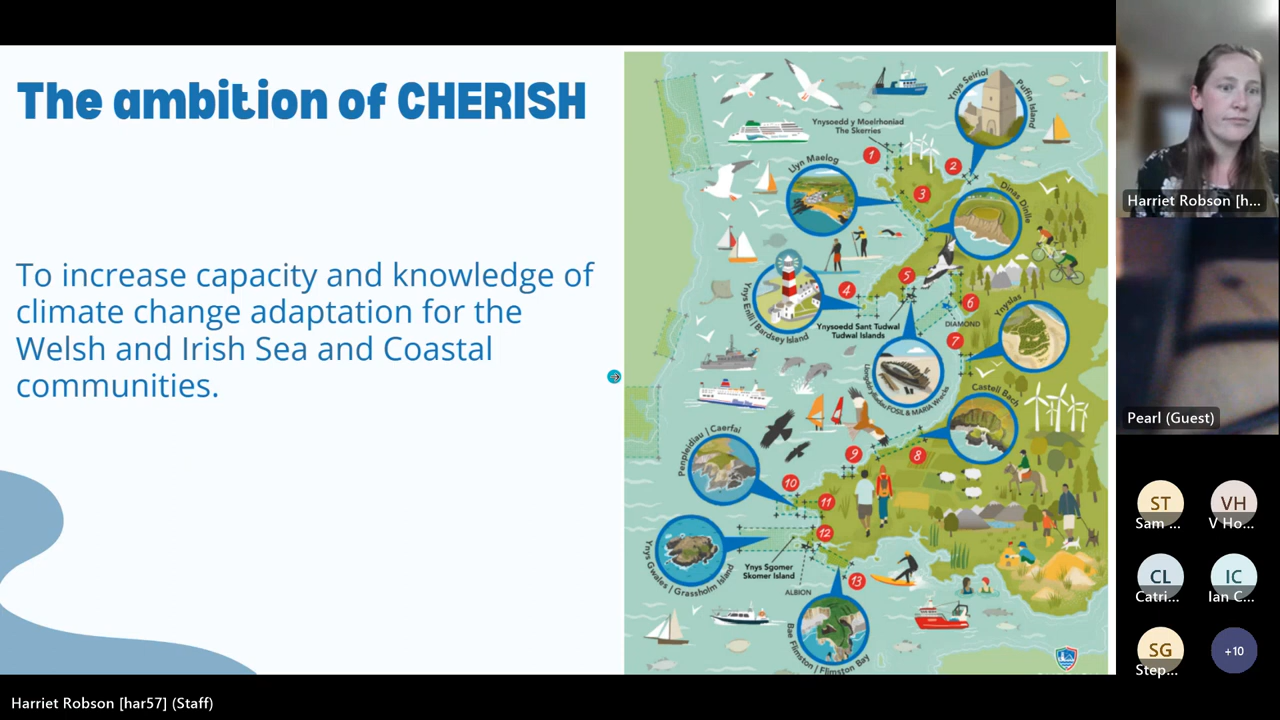 The ambition of CHERISH
To increase capacity and knowledge of
climate change adaptation for the
Welsh and Irish Sea and Coastal
communities.
Ynys Seiriol
Puffin Island
Ynysoedd y Moelrhoniad
The Skerries
1
2
Llyn Maelog
3
Dinas Dinlle
5
4
6
Ynys Enlli | Bardsey Island
Ynysoedd Sant Tudwal
Tudwal Islands
DIAMOND
Ynyslas
7
FOSIL & MARIA Wrecks
Castell Bach
8
9
Penpleidiau | Caerfai
10
11
12
Ynys Gwales | Grassholm Island
Ynys Sgomer
Skomer Island
13
ALBION
Bae Flimston | Flimston Bay
Harriet Robson [h...
Pearl (Guest)
ST
Sam ...
VH
V Ho...
CL
Catri...
IC
Ian C...
SG
Step...
+10
Harriet Robson [har57] (Staff)